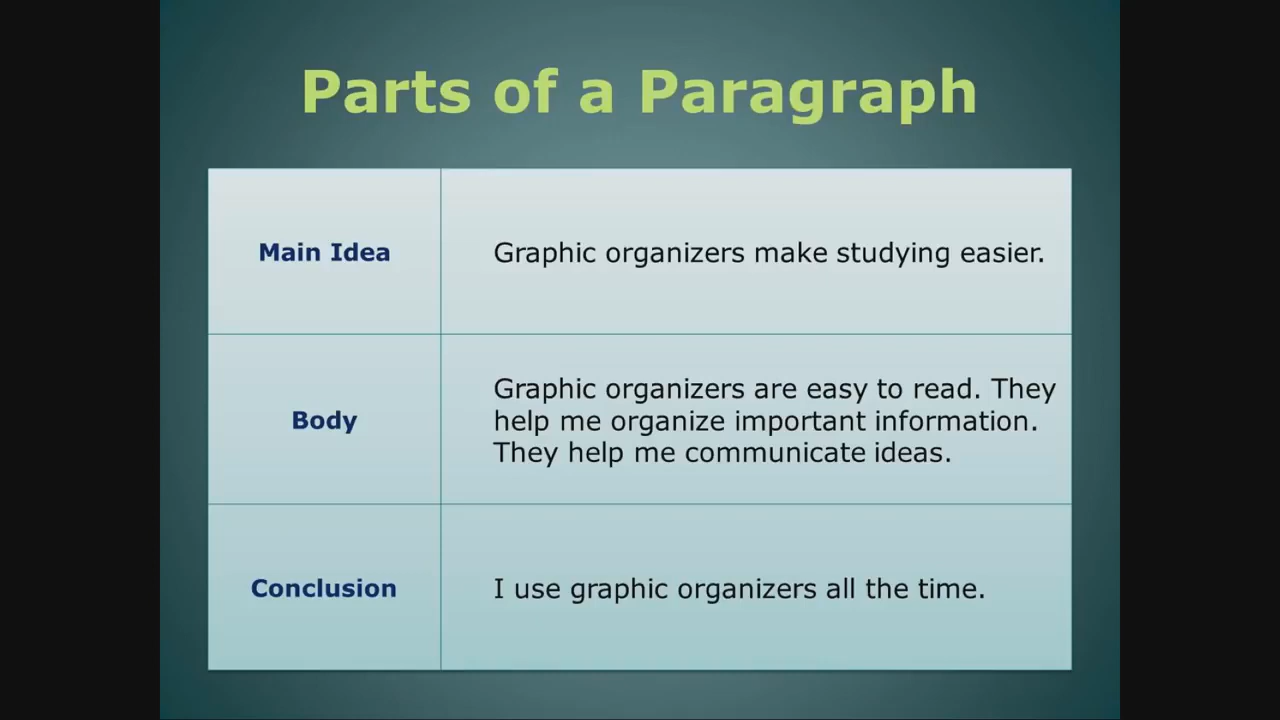 Parts of a Paragraph
Main Idea
Graphic organizers make studying easier.
Body
Graphic organizers are easy to read. They
help me organize important information.
They help me communicate ideas.
Conclusion
I use graphic organizers all the time.